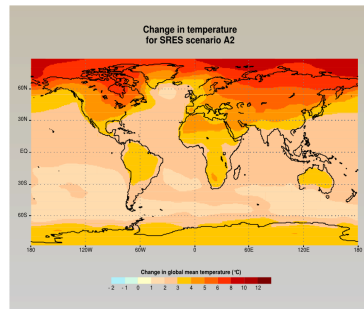 Change in temperature
for SRES scenario A2
60N
30N
EQ
30S
60S
180 120W 60W 0 60E 120E 180
Change in global mean temperature (°C)
-2 -1 0 1 2 3 4 5 6 8 10 12